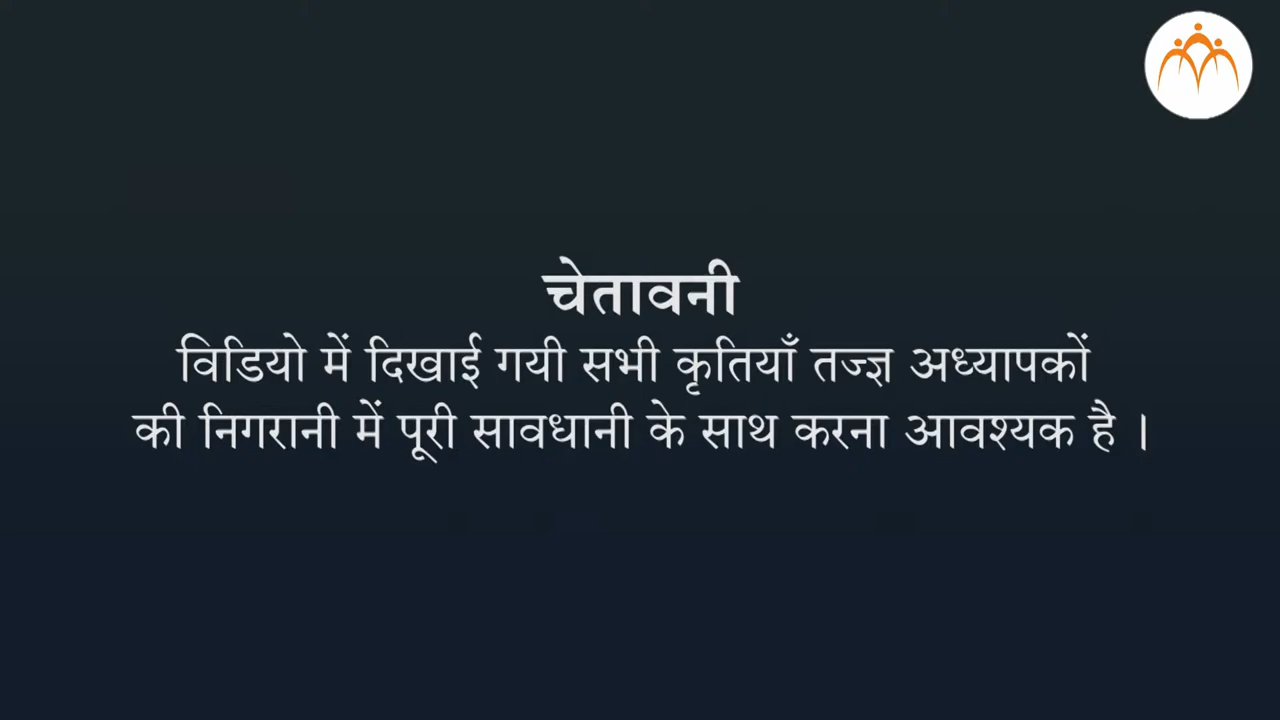 चेतावनी
विडियो में दिखाई गयी सभी कृतियाँ तज्ज्ञ अध्यापकों
की निगरानी में पूरी सावधानी के साथ करना आवश्यक है ।